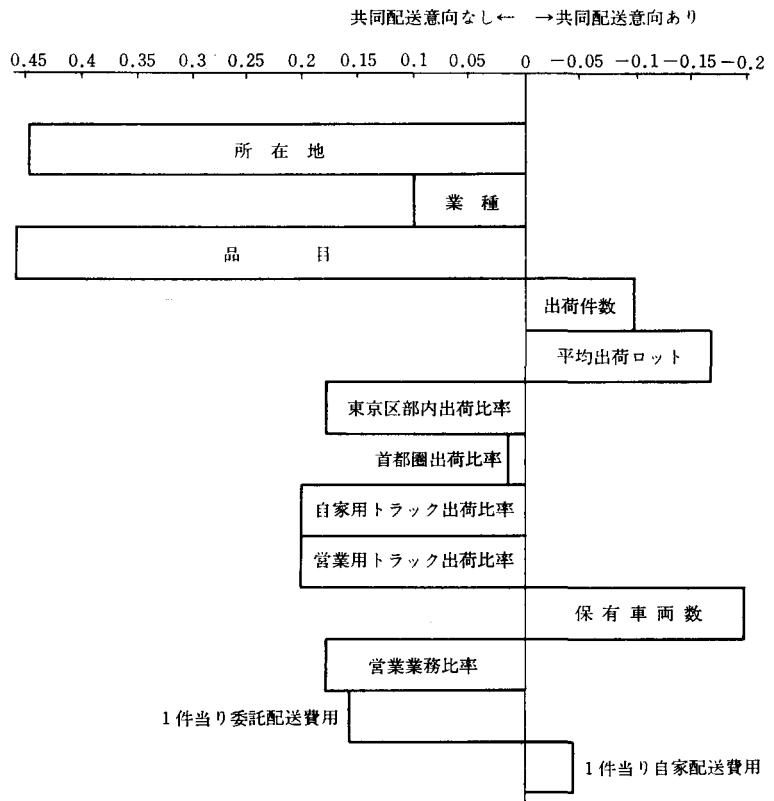 共同配送意向なし← →共同配送意向あり
0.45 0.4 0.35 0.3 0.25 0.2 0.15 0.1 0.05 0 −0.05 −0.1 −0.15 −0.2
所在地
業種
品目
出荷件数
平均出荷ロット
東京区部内出荷比率
首都圏出荷比率
自家用トラック出荷比率
営業用トラック出荷比率
保有車両数
営業業務比率
1件当り委託配送費用
1件当り自家配送費用